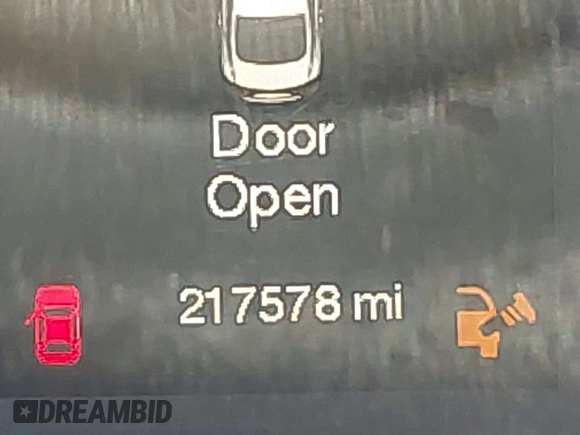 Door
Open
217578 mi
DREAMBID